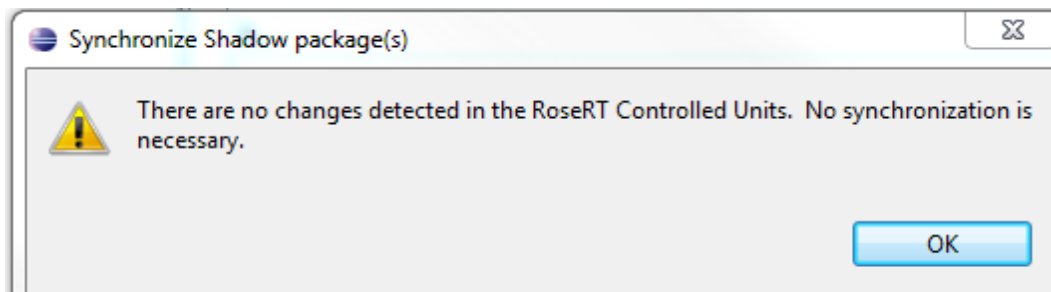 Synchronize Shadow package(s)
There are no changes detected in the RoseRT Controlled Units.  No synchronization is
necessary.
OK